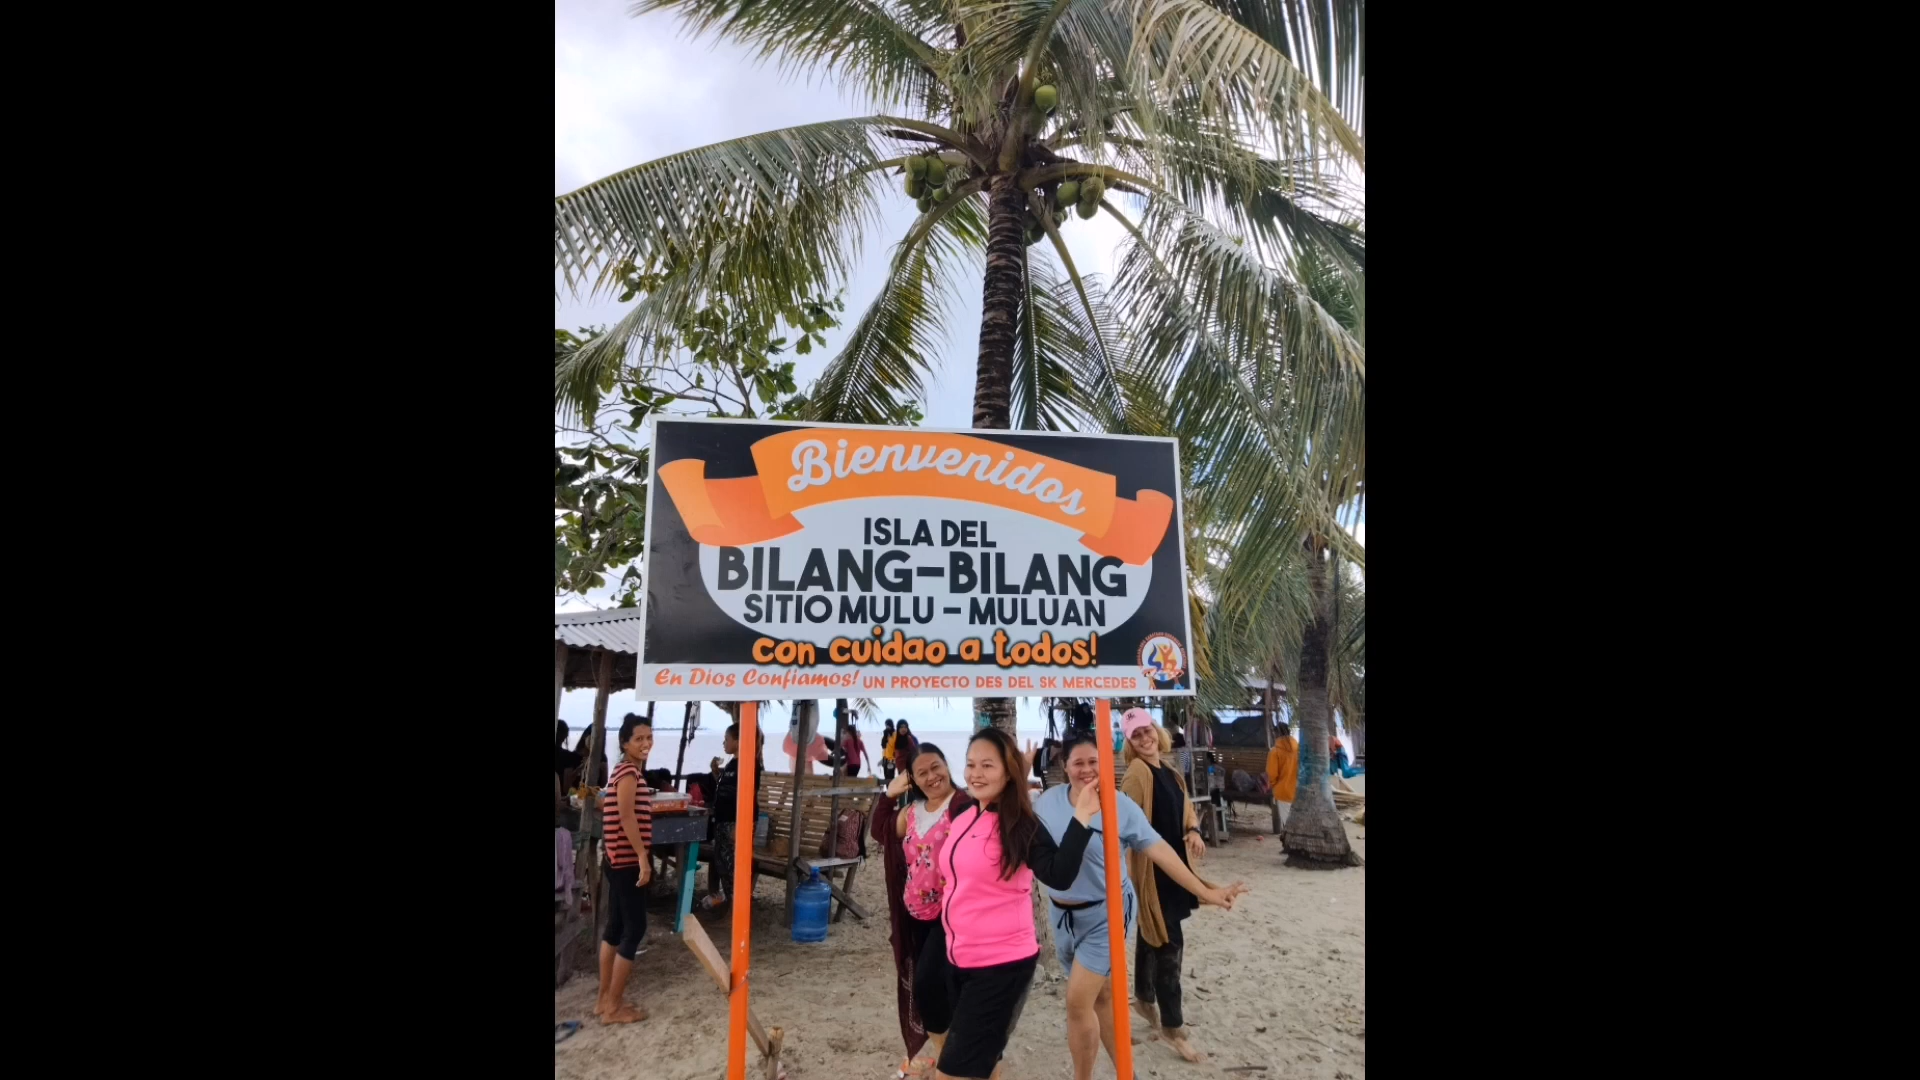 Bienvenidos
ISLA DEL
BILANG-BILANG
SITIO MULU - MULUAN
con cuidao a todos!
En Dios Confiamos! UN PROYECTO DES DEL SK MERCEDES
SK